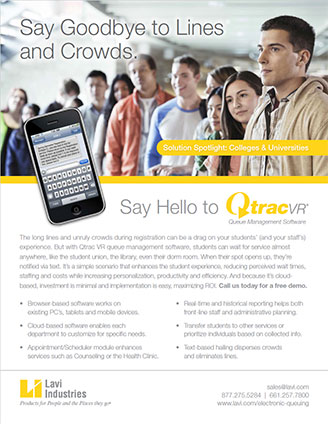 Say Goodbye to Lines
and Crowds.
Solution Spotlight: Colleges & Universities
Say Hello to QtracVR®
Queue Management Software
The long lines and unruly crowds during registration can be a drag on your students' (and your staff's)
experience. But with Qtrac VR queue management software, students can wait for service almost
anywhere, like the student union, the library, even their dorm room. When their spot opens up, they're
notified via text. It's a simple scenario that enhances the student experience, reducing perceived wait times,
staffing and costs while increasing personalization, productivity and efficiency. And because it's cloud-
based, investment is minimal and implementation is easy, maximizing ROI. Call us today for a free demo.
• Browser-based software works on
existing PC's, tablets and mobile devices.
• Cloud-based software enables each
department to customize for specific needs.
• Appointment/Scheduler module enhances
services such as Counseling or the Health Clinic.
• Real time and historical reporting helps both
front-line staff and administrative planning.
• Transfer students to other services or
prioritize individuals based on collected info.
• Text-based hailing disperses crowds
and eliminates lines.
Lavi
Industries
Products for People and the Places they go®
sales@lavi.com
877.275.5284 | 661.257.7800
www.lavi.com/electronic-queuing